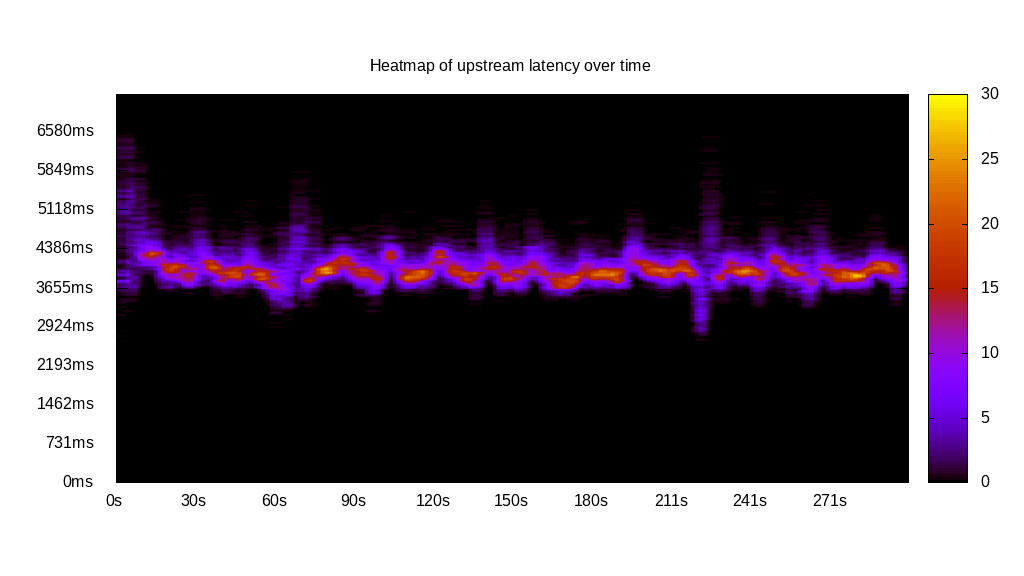 Heatmap of upstream latency over time
6580ms
5849ms
5118ms
4386ms
3655ms
2924ms
2193ms
1462ms
731ms
0ms
0s 30s 60s 90s 120s 150s 180s 211s 241s 271s
30
25
20
15
10
5
0